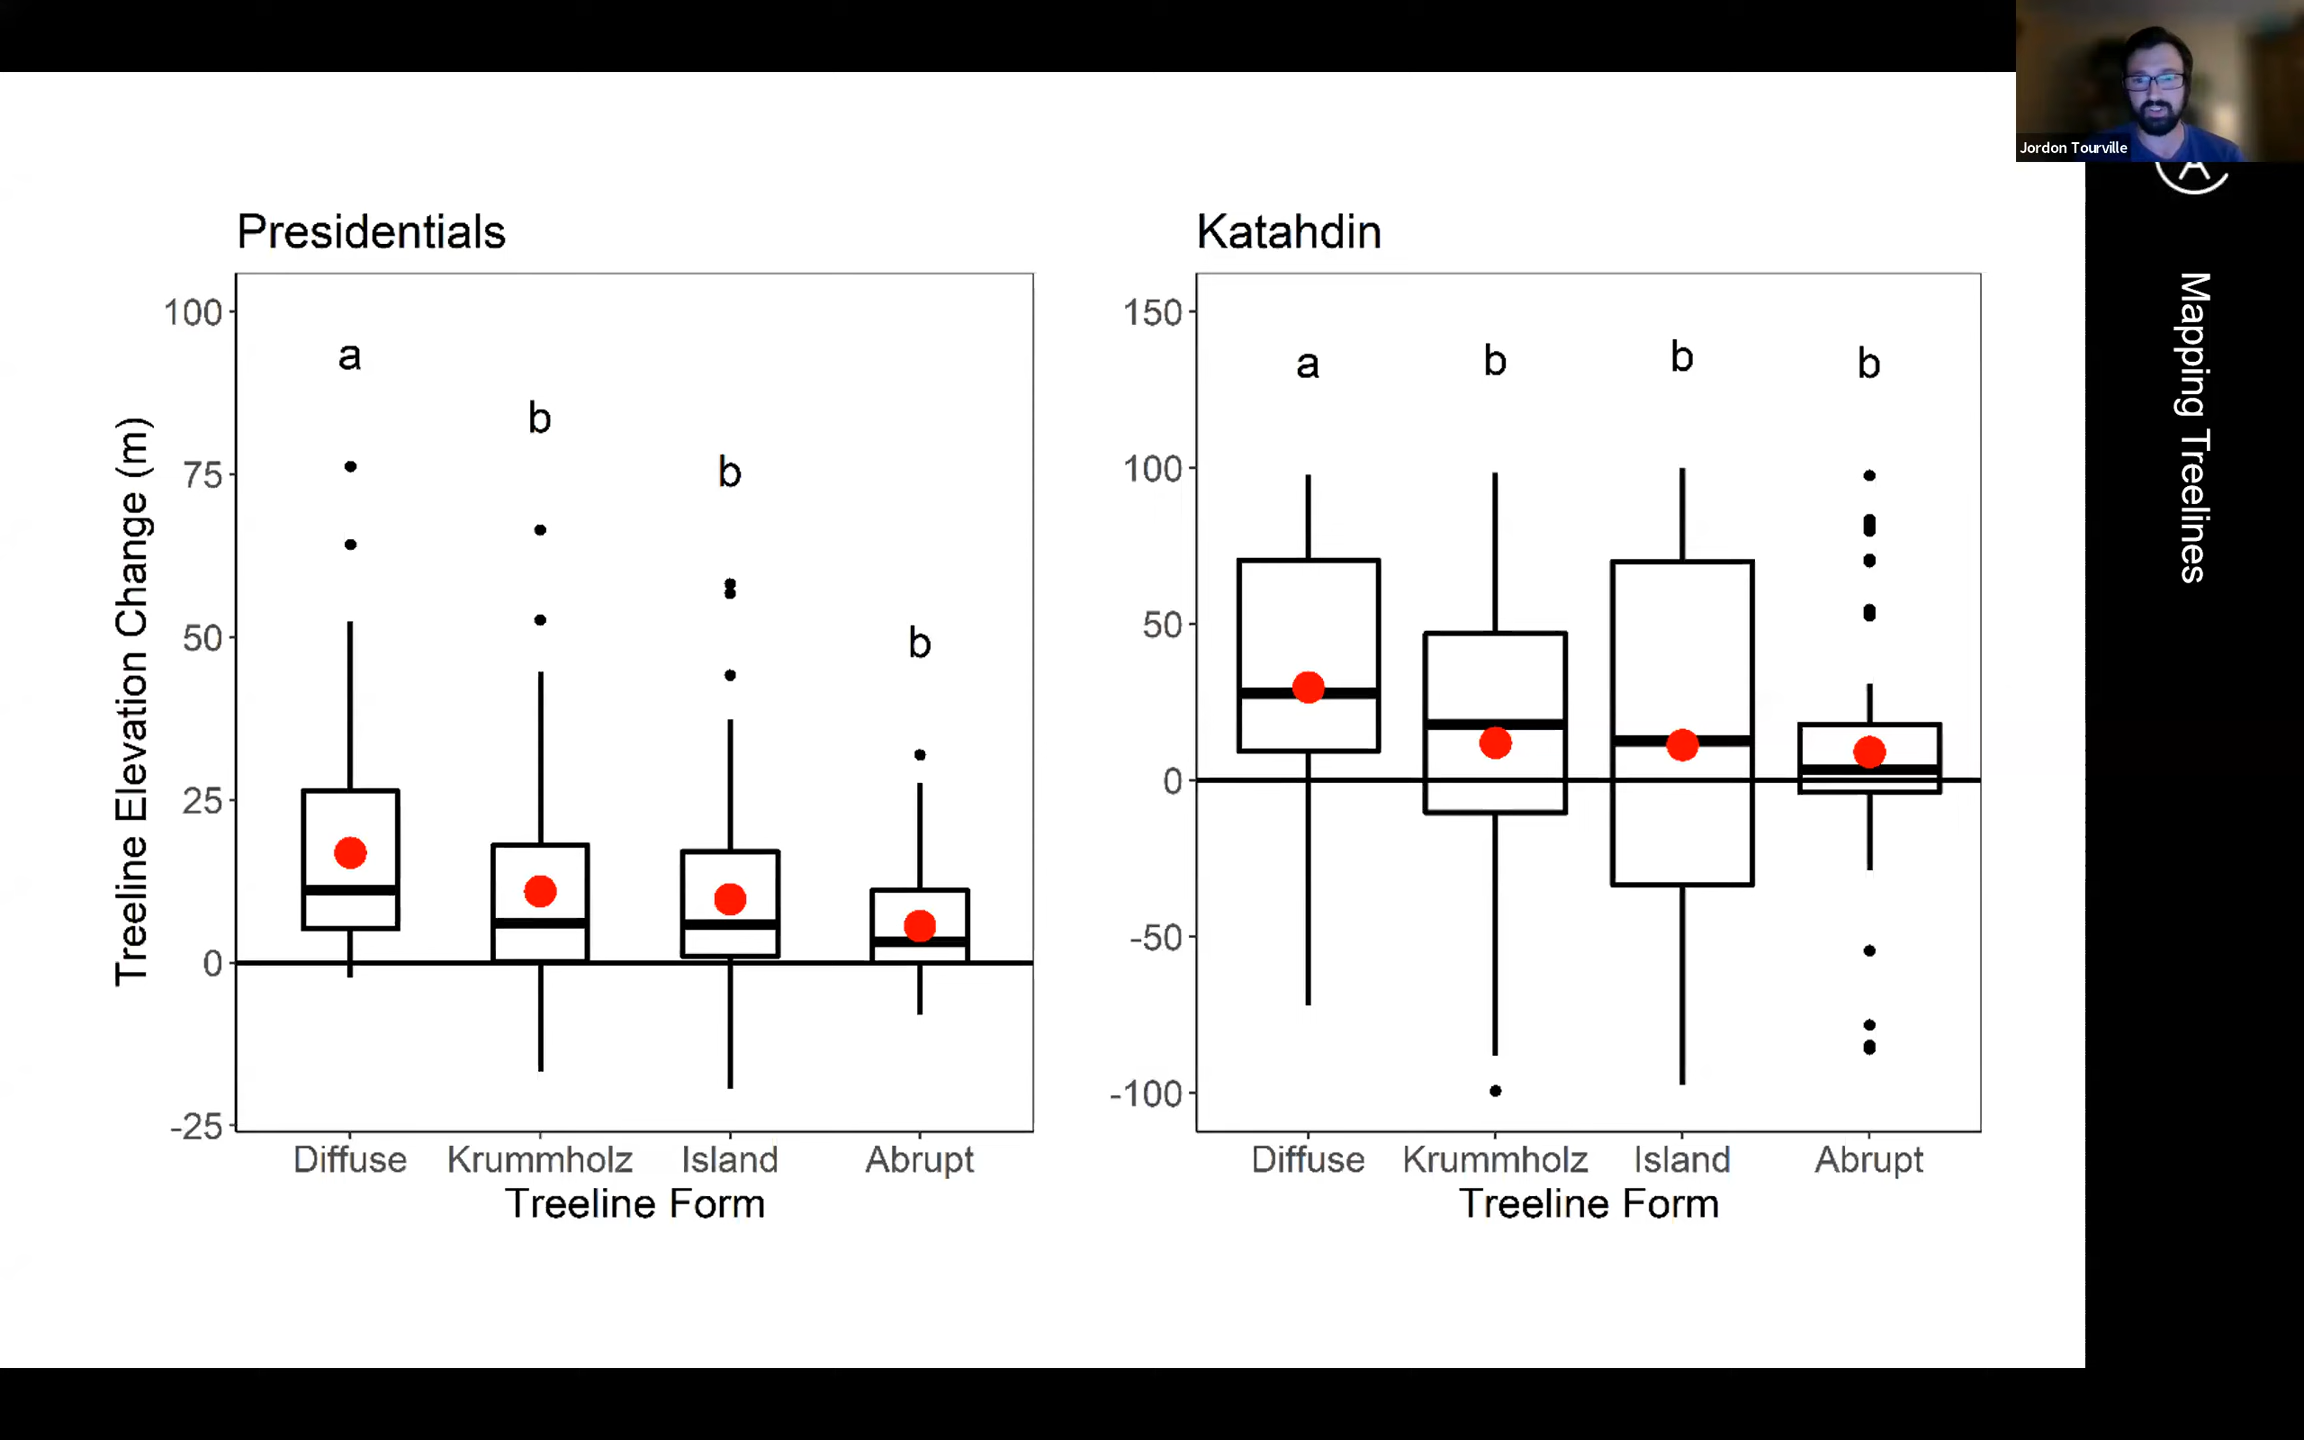 Jordon Tourville
Mapping Treelines
Presidentials
Treeline Elevation Change (m)
100
75
50
25
0
-25
a
b
b
b
Diffuse
Krummholz
Island
Abrupt
Treeline Form
Katahdin
150
100
50
0
-50
-100
a
b
b
b
Diffuse
Krummholz
Island
Abrupt
Treeline Form